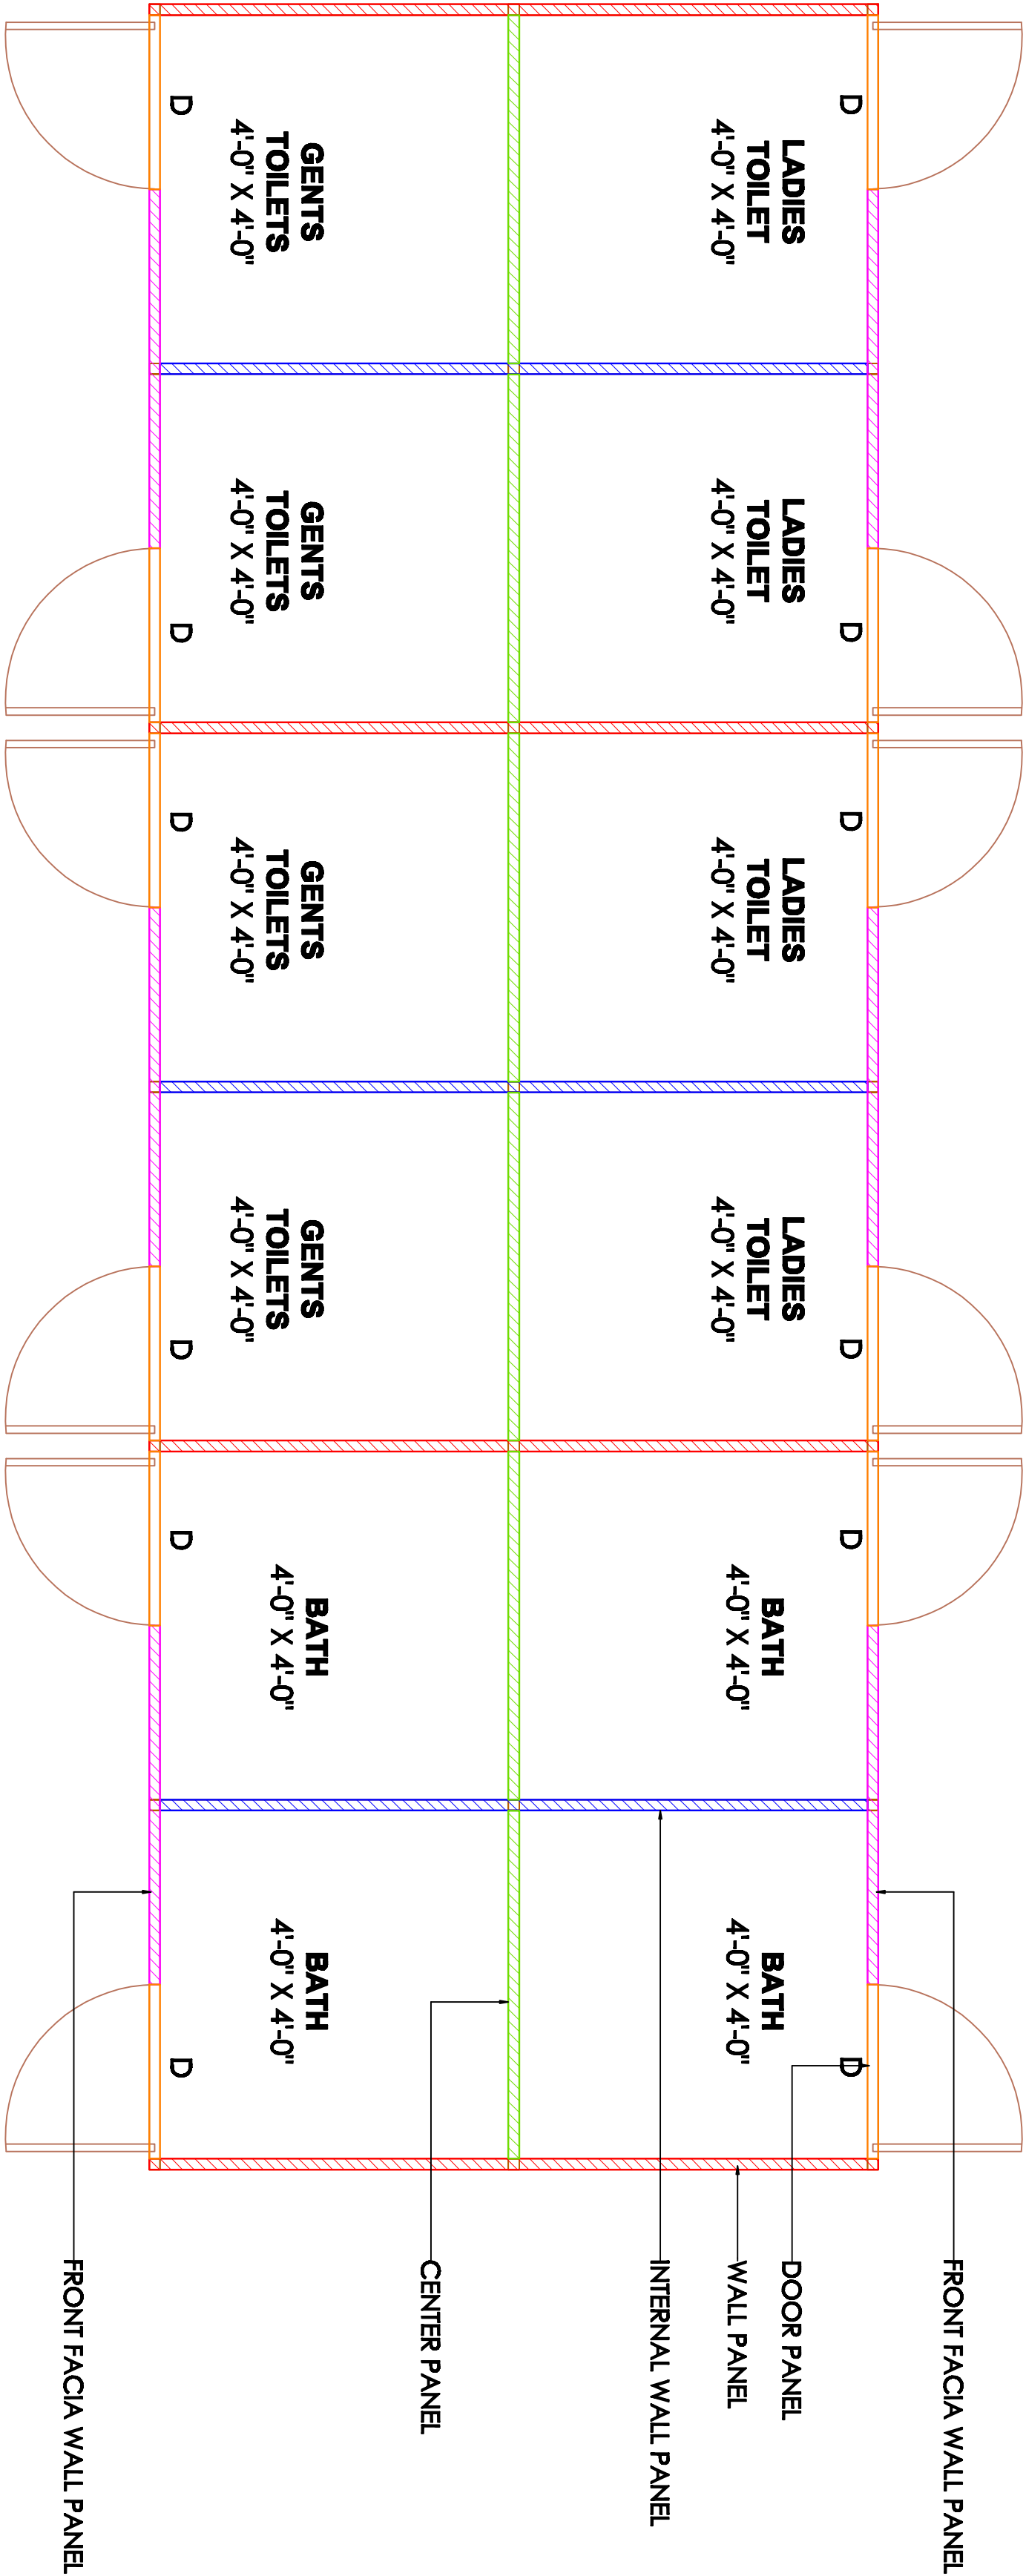 FRONT FACIA WALL PANEL
D
D
D
D
D
D
DOOR PANEL
LADIES
TOILET
4'-0" X 4'-0"
LADIES
TOILET
4'-0" X 4'-0"
LADIES
TOILET
4'-0" X 4'-0"
LADIES
TOILET
4'-0" X 4'-0"
BATH
4'-0" X 4'-0"
BATH
4'-0" X 4'-0"
WALL PANEL
INTERNAL WALL PANEL
CENTER PANEL
GENTS
TOILETS
4'-0" X 4'-0"
GENTS
TOILETS
4'-0" X 4'-0"
GENTS
TOILETS
4'-0" X 4'-0"
GENTS
TOILETS
4'-0" X 4'-0"
BATH
4'-0" X 4'-0"
BATH
4'-0" X 4'-0"
D
D
D
D
D
D
FRONT FACIA WALL PANEL